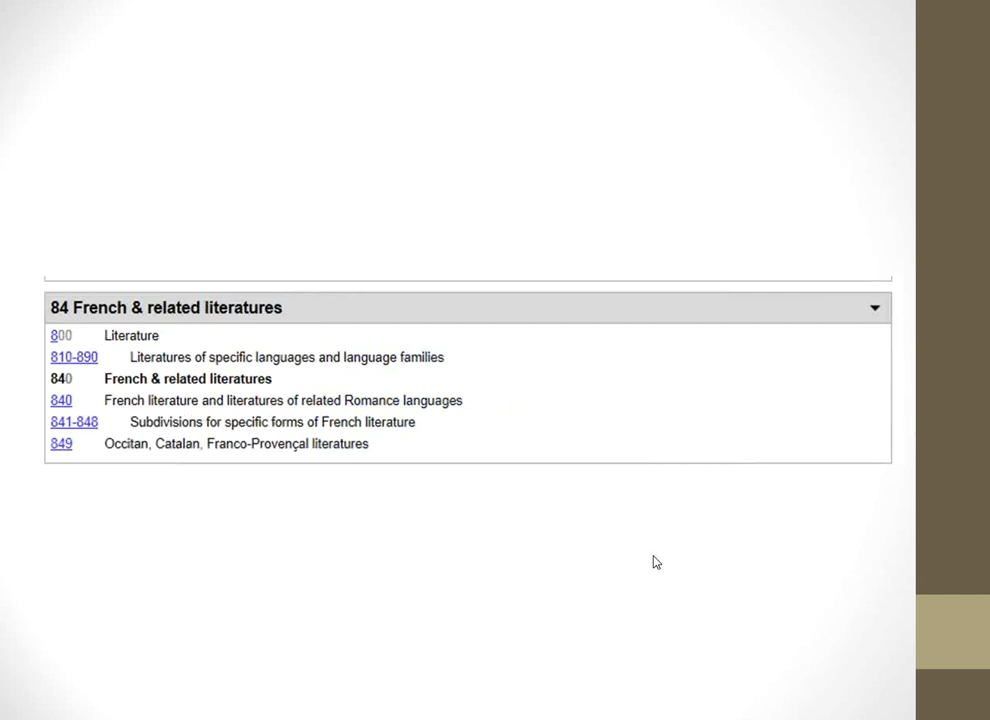 84 French & related literatures
800 Literature
810-890 Literatures of specific languages and language families
840 French & related literatures
840 French literature and literatures of related Romance languages
841-848 Subdivisions for specific forms of French literature
849 Occitan, Catalan, Franco-Provençal literatures